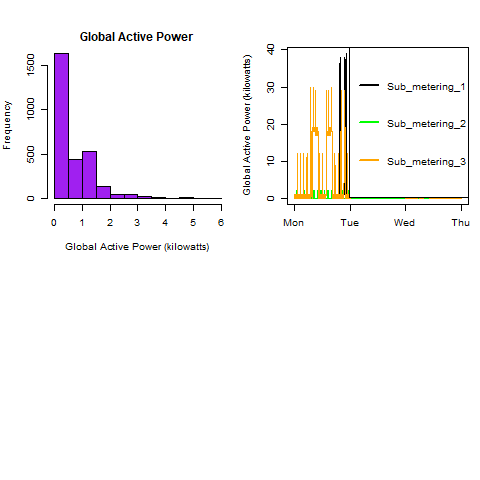 Global Active Power
Frequency
0
500
1000
1500
0 1 2 3 4 5 6
Global Active Power (kilowatts)
Global Active Power (kilowatts)
0
10
20
30
40
Sub_metering_1
Sub_metering_2
Sub_metering_3
Mon Tue Wed Thu